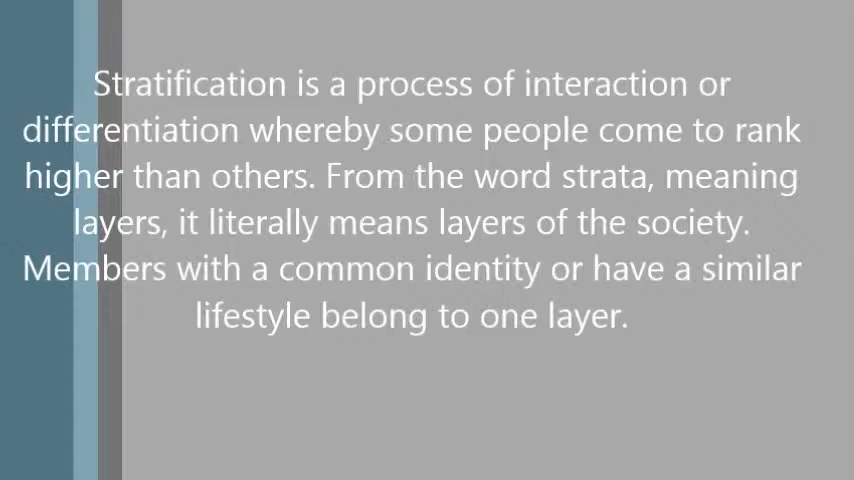 Stratification is a process of interaction or
differentiation whereby some people come to rank
higher than others. From the word strata, meaning
layers, it literally means layers of the society.
Members with a common identity or have a similar
lifestyle belong to one layer.